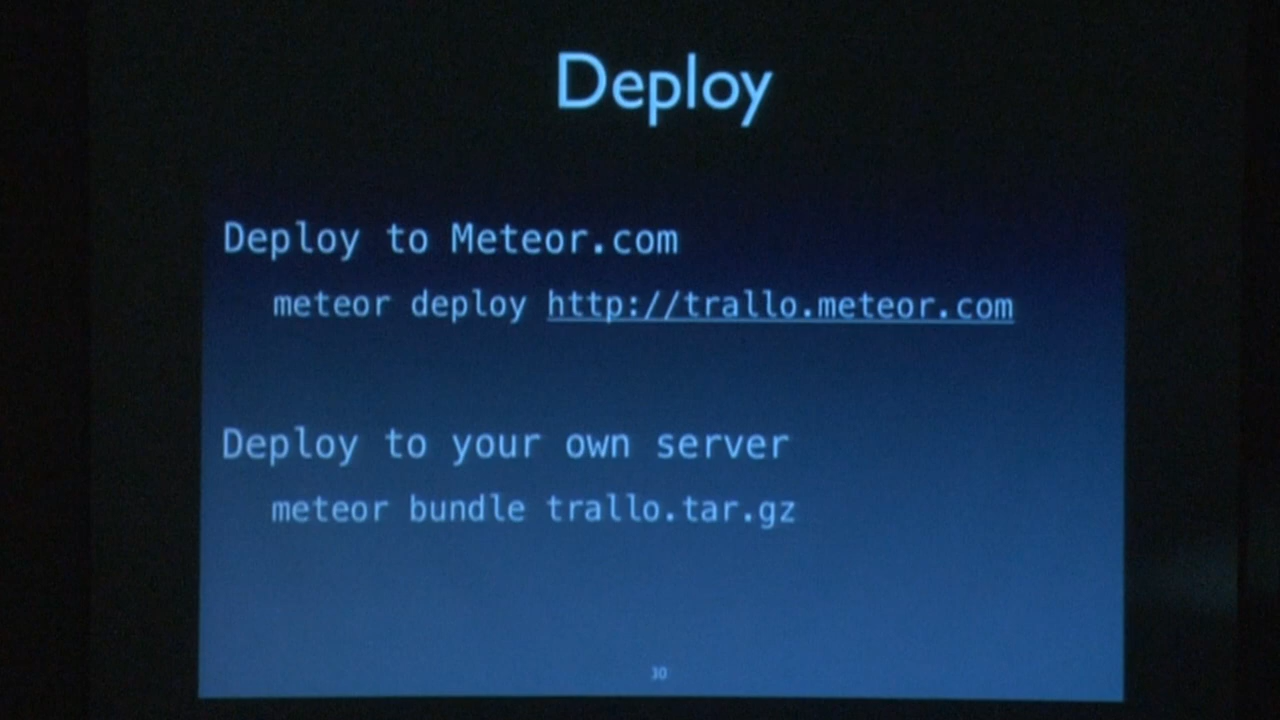 Deploy
Deploy to Meteor.com
meteor deploy http://trallo.meteor.com
Deploy to your own server
meteor bundle trallo.tar.gz
30